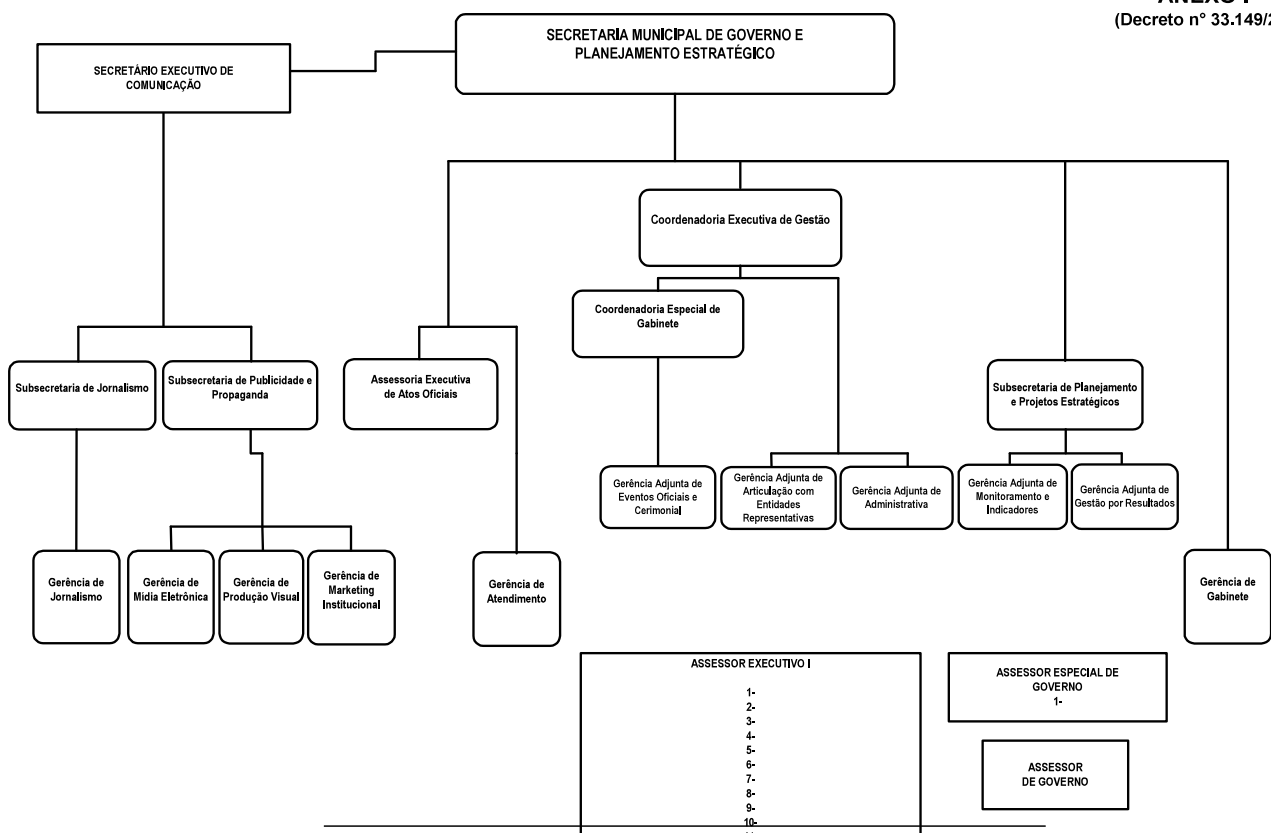 ANEXO I
(Decreto n° 33.149/2
SECRETARIA MUNICIPAL DE GOVERNO E
PLANEJAMENTO ESTRATÉGICO
SECRETÁRIO EXECUTIVO DE
COMUNICAÇÃO
Coordenadoria Executiva de Gestão
Coordenadoria Especial de
Gabinete
Subsecretaria de Jornalismo
Subsecretaria de Publicidade e
Propaganda
Assessoria Executiva
de Atos Oficiais
Subsecretaria de Planejamento
e Projetos Estratégicos
Gerência Adjunta de
Eventos Oficiais e
Cerimonial
Gerência Adjunta de
Articulação com
Entidades
Representativas
Gerência Adjunta de
Administrativa
Gerência Adjunta de
Monitoramento e
Indicadores
Gerência Adjunta de
Gestão por Resultados
Gerência de
Jornalismo
Gerência de
Mídia Eletrônica
Gerência de
Produção Visual
Gerência de
Marketing
Institucional
Gerência de
Atendimento
Gerência de
Gabinete
ASSESSOR EXECUTIVO I
1-
2-
3-
4-
5-
6-
7-
8-
9-
10-
ASSESSOR ESPECIAL DE
GOVERNO
1-
ASSESSOR
DE GOVERNO